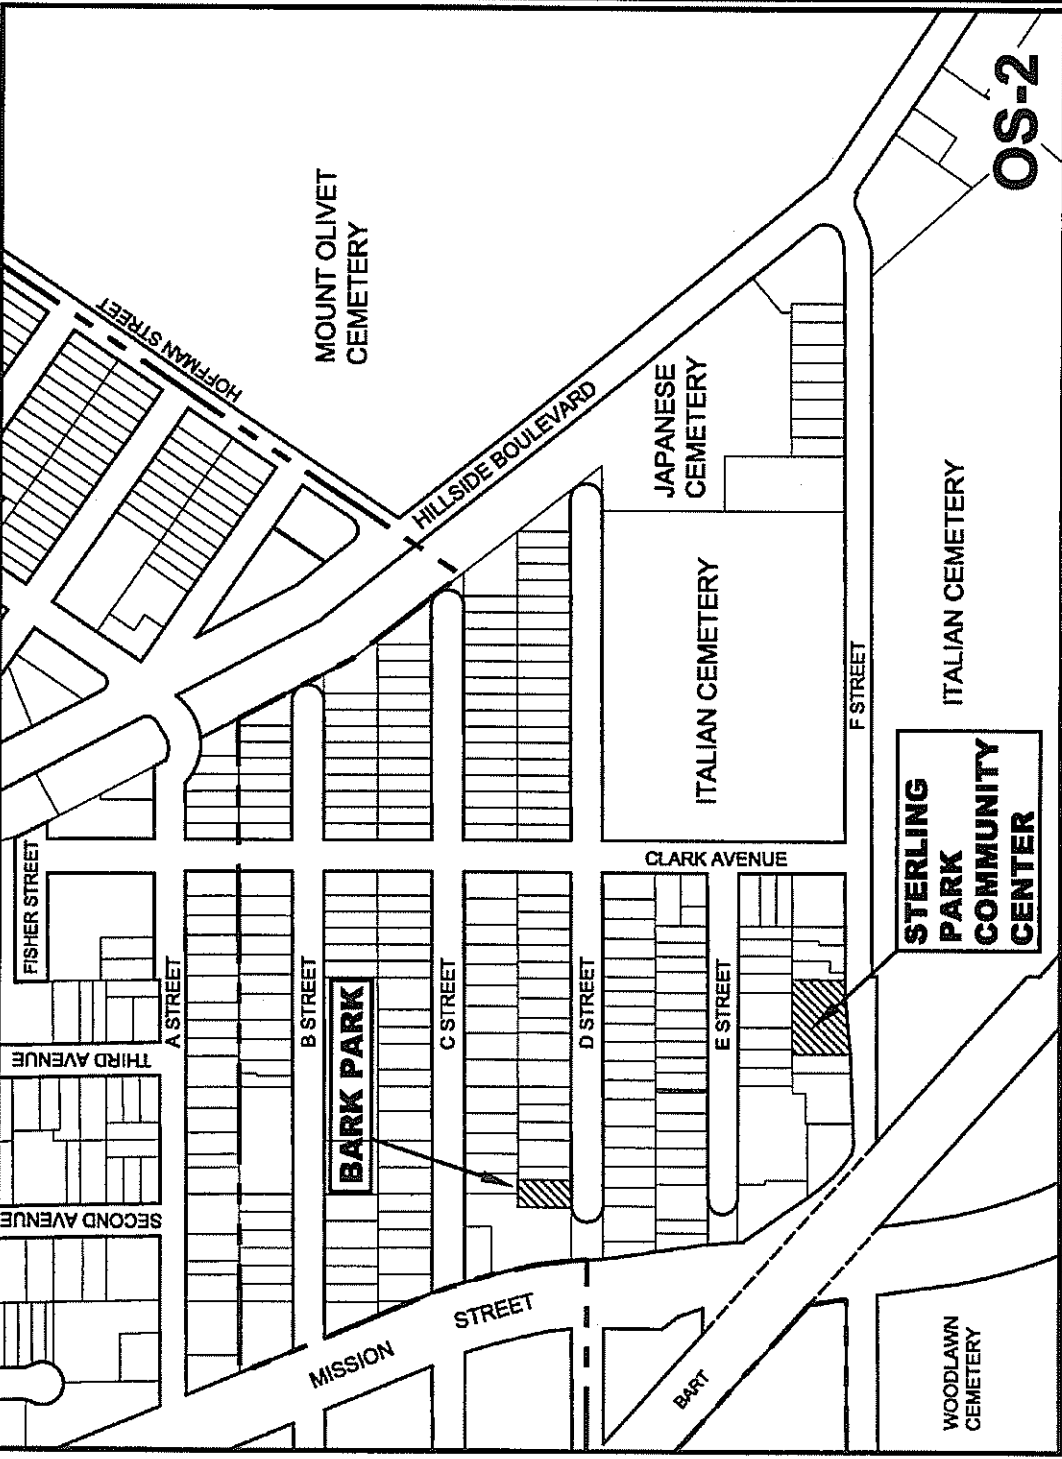 OS-2
MOUNT OLIVET
CEMETERY
HOFFMAN STREET
HILLSIDE BOULEVARD
JAPANESE
CEMETERY
ITALIAN CEMETERY
ITALIAN CEMETERY
F STREET
CLARK AVENUE
FISHER STREET
A STREET
B STREET
C STREET
D STREET
E STREET
THIRD AVENUE
SECOND AVENUE
BARK PARK
STERLING
PARK
COMMUNITY
CENTER
MISSION
STREET
BART
WOODLAWN
CEMETERY